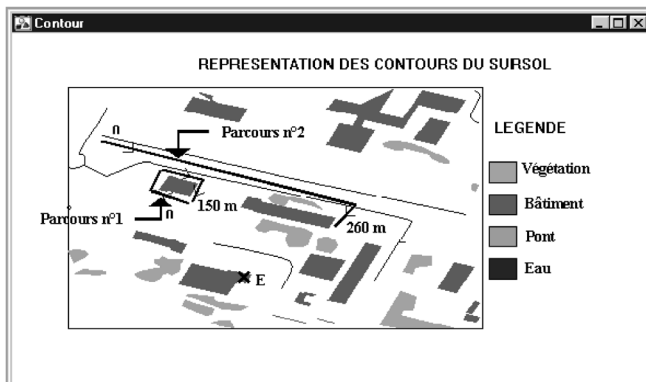 Contour
REPRESENTATION DES CONTOURS DU SURSOL
0
Parcours n°2
LEGENDE
Végétation
Parcours n°1
0
150 m
260 m
Bâtiment
Pont
E
Eau